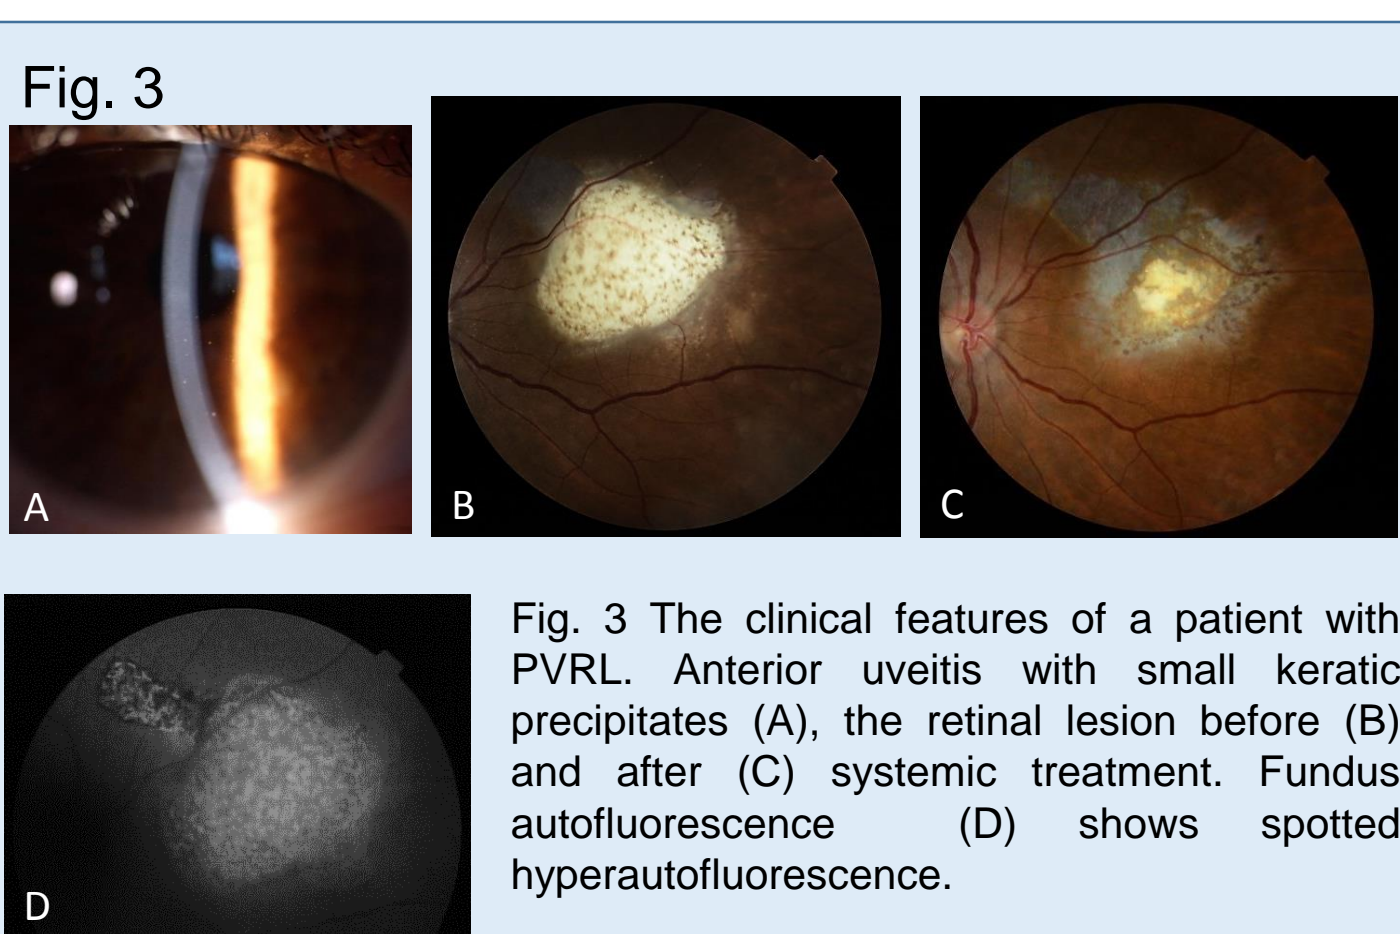 Fig. 3
A
B
C
D
Fig. 3 The clinical features of a patient with
PVRL. Anterior uveitis with small keratic
precipitates (A), the retinal lesion before (B)
and after (C) systemic treatment. Fundus
autofluorescence (D) shows spotted
hyperautofluorescence.